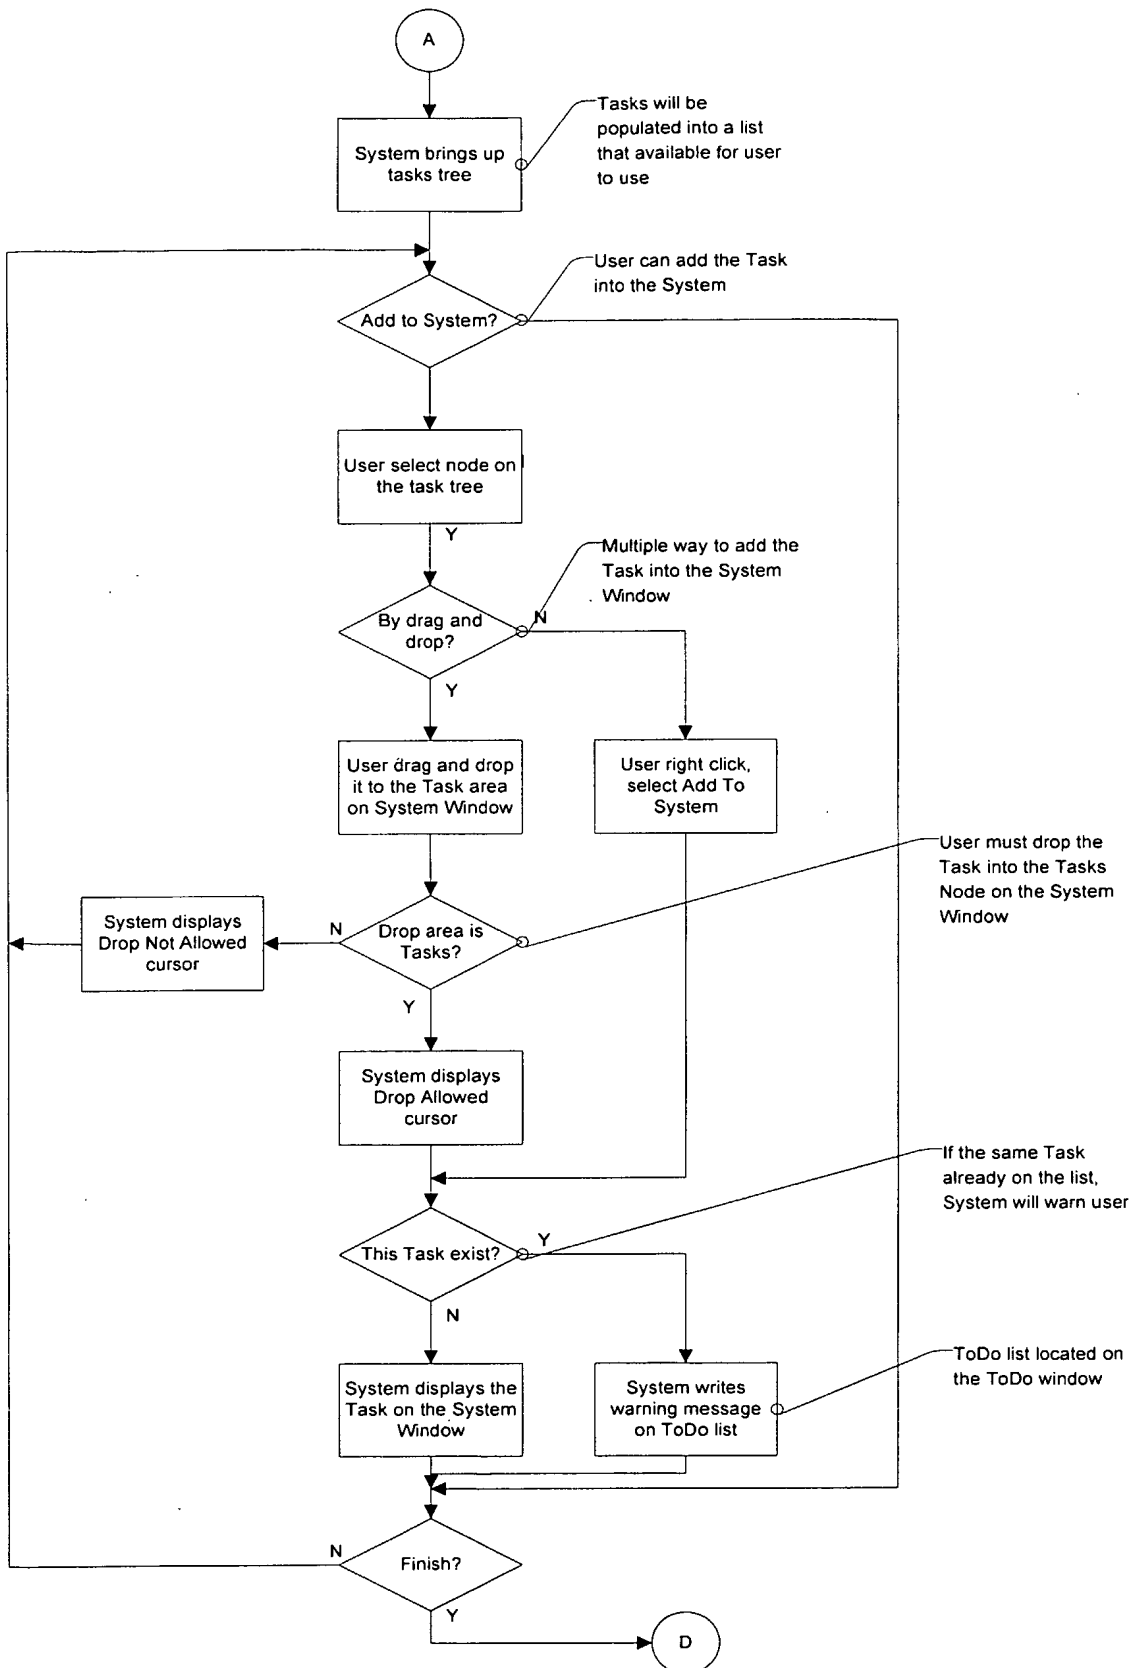 A
Tasks will be
populated into a list
that available for user
to use
System brings up
tasks tree
User can add the Task
into the System
Add to System?
User select node on
the task tree
Y
Multiple way to add the
Task into the System
Window
N
By drag and
drop?
Y
User drag and drop
it to the Task area
on System Window
User right click,
select Add To
System
User must drop the
Task into the Tasks
Node on the System
Window
System displays
Drop Not Allowed
cursor
N
Drop area is
Tasks?
Y
System displays
Drop Allowed
cursor
If the same Task
already on the list,
System will warn user
This Task exist?
Y
N
ToDo list located on
the ToDo window
System displays the
Task on the System
Window
System writes
warning message
on ToDo list
N
Finish?
Y
D